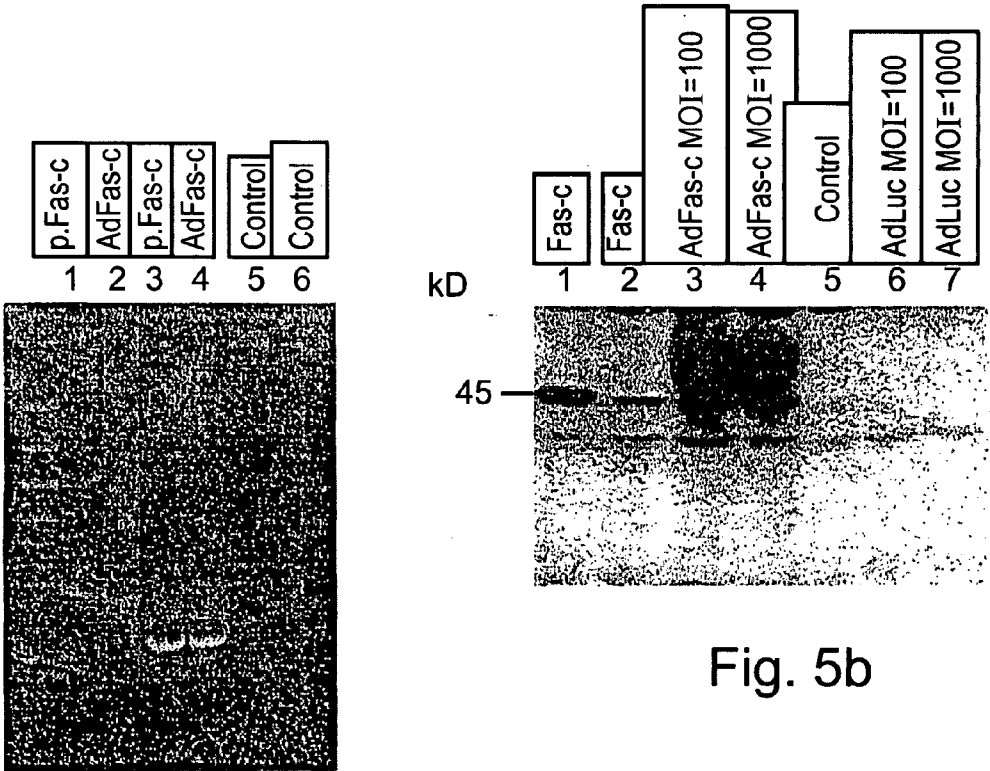 p.Fas-c
AdFas-c
p.Fas-c
AdFas-c
Control
Control
1 2 3 4 5 6
Fas-c
Fas-c
AdFas-c MOI=100
AdFas-c MOI=1000
Control
AdLuc MOI=100
AdLuc MOI=1000
kD
1 2 3 4 5 6 7
45
Fig. 5b